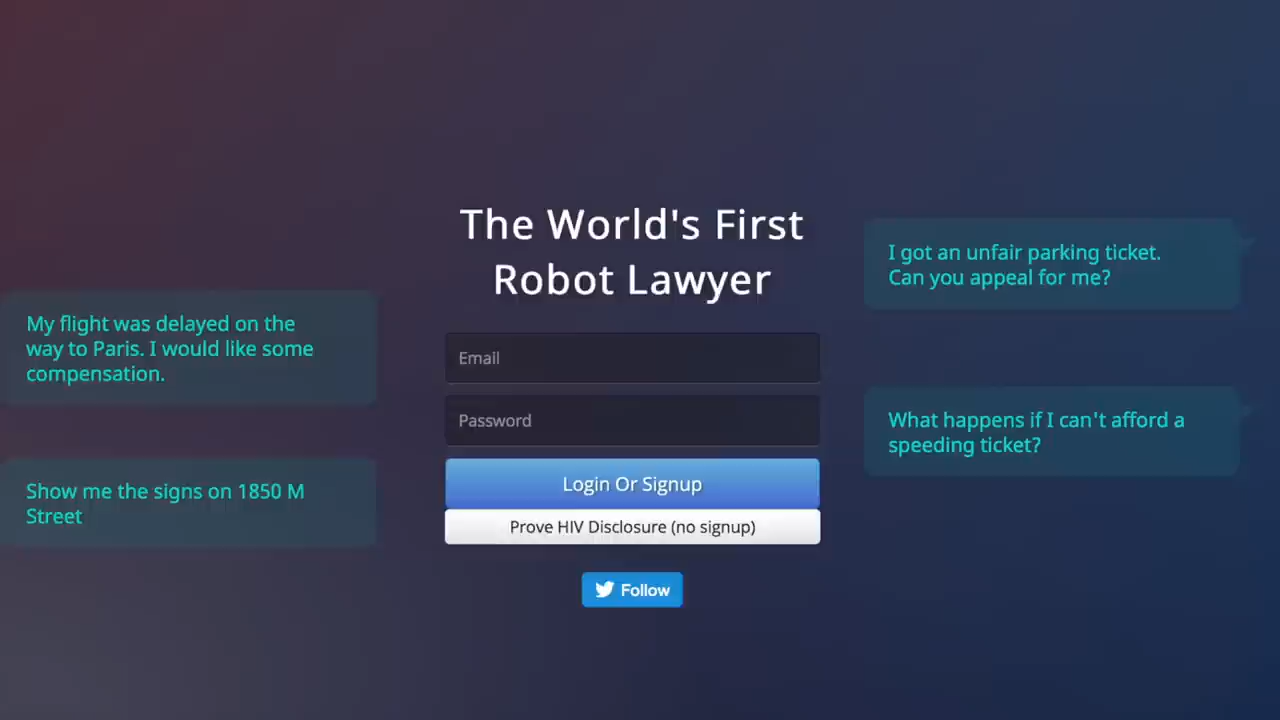 The World's First
Robot Lawyer
I got an unfair parking ticket.
Can you appeal for me?
My flight was delayed on the
way to Paris. I would like some
compensation.
Email
Password
What happens if I can't afford a
speeding ticket?
Login Or Signup
Show me the signs on 1850 M
Street
Prove HIV Disclosure (no signup)
Follow